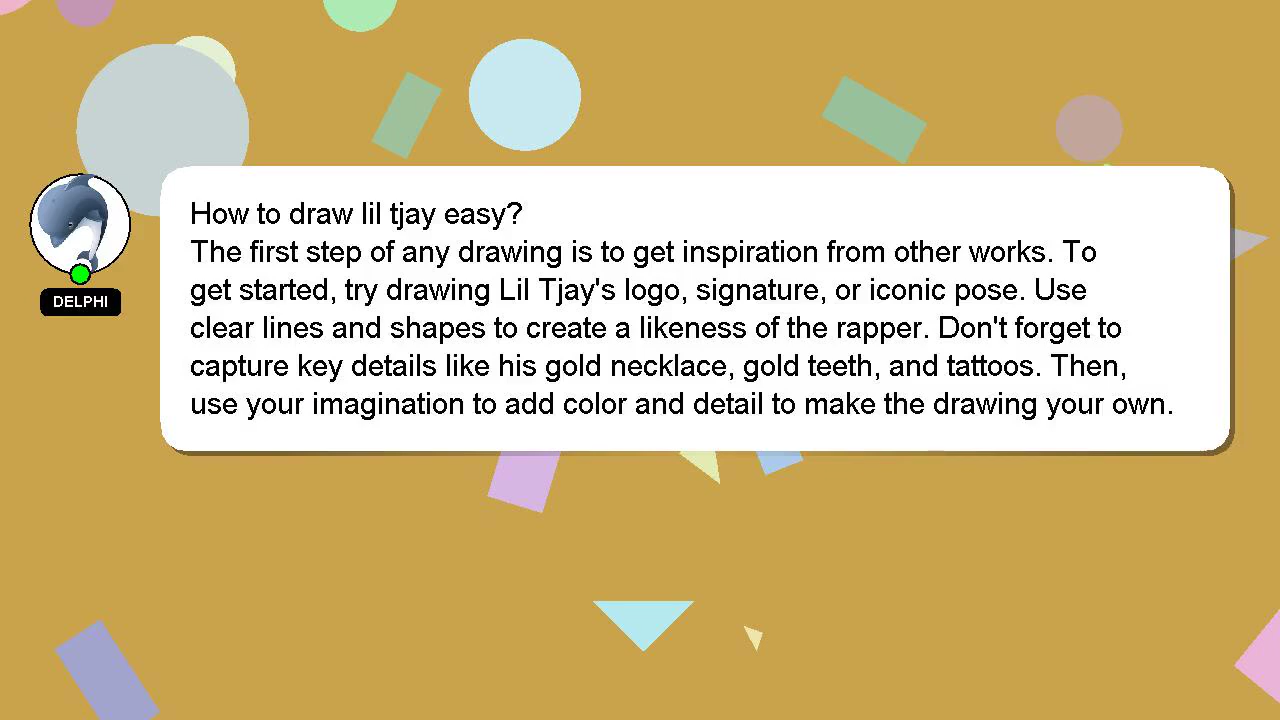 How to draw lil tjay easy?
The first step of any drawing is to get inspiration from other works. To
get started, try drawing Lil Tjay's logo, signature, or iconic pose. Use
clear lines and shapes to create a likeness of the rapper. Don't forget to
capture key details like his gold necklace, gold teeth, and tattoos. Then,
use your imagination to add color and detail to make the drawing your own.
DELPHI